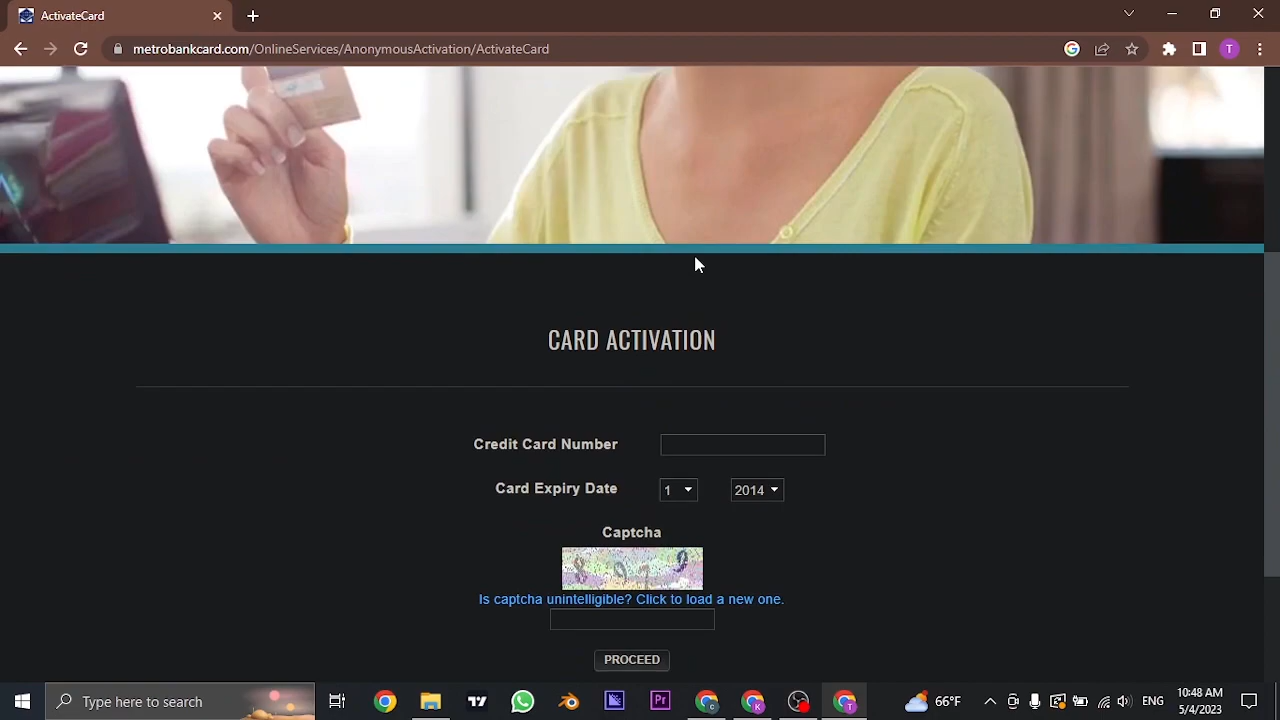 ActivateCard
metrobankcard.com/OnlineServices/AnonymousActivation/ActivateCard
T
CARD ACTIVATION
Credit Card Number
Card Expiry Date 1 2014
Captcha
Is captcha unintelligible? Click to load a new one.
PROCEED
Type here to search
Pr
66°F
ENG
10:48 AM
5/4/2023